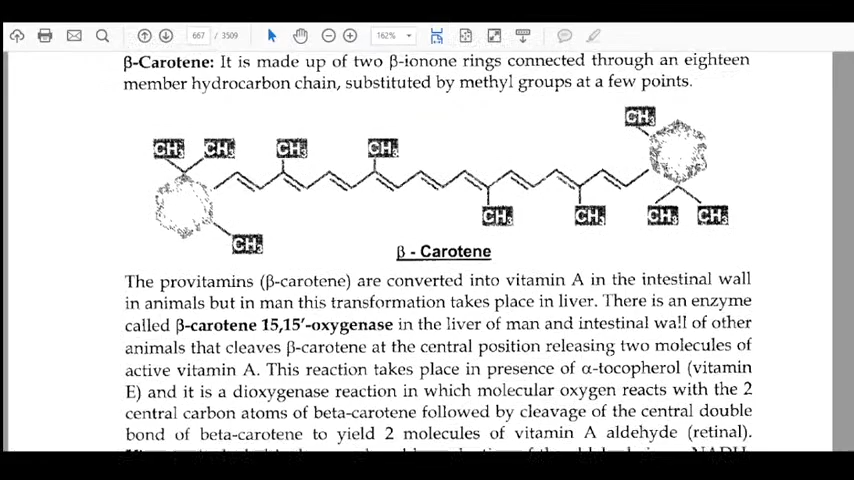 667 / 3509
162%
β-Carotene: It is made up of two β-ionone rings connected through an eighteen
member hydrocarbon chain, substituted by methyl groups at a few points.
CH₃
CH₃ CH₃ CH₃ CH₃
CH₃ CH₃ CH₃ CH₃
CH₃
β - Carotene
The provitamins (β-carotene) are converted into vitamin A in the intestinal wall
in animals but in man this transformation takes place in liver. There is an enzyme
called β-carotene 15,15′-oxygenase in the liver of man and intestinal wall of other
animals that cleaves β-carotene at the central position releasing two molecules of
active vitamin A. This reaction takes place in presence of α-tocopherol (vitamin
E) and it is a dioxygenase reaction in which molecular oxygen reacts with the 2
central carbon atoms of beta-carotene followed by cleavage of the central double
bond of beta-carotene to yield 2 molecules of vitamin A aldehyde (retinal).